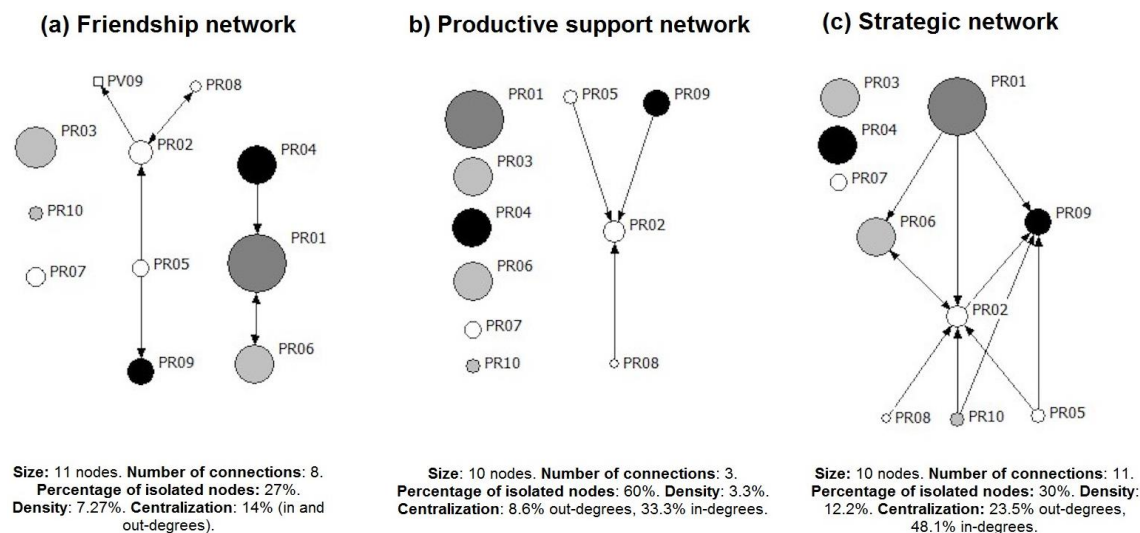 (a) Friendship network
b) Productive support network
(c) Strategic network
PV09
PR08
PR03
PR02
PR04
PR10
PR01
PR07
PR05
PR09
PR06
PR01
PR05
PR09
PR03
PR04
PR02
PR06
PR07
PR10
PR08
PR03
PR01
PR04
PR07
PR06
PR09
PR02
PR08
PR10
PR05
Size: 11 nodes. Number of connections: 8.
Percentage of isolated nodes: 27%.
Density: 7.27%. Centralization: 14% (in and
out-degrees).
Size: 10 nodes. Number of connections: 3.
Percentage of isolated nodes: 60%. Density: 3.3%.
Centralization: 8.6% out-degrees, 33.3% in-degrees.
Size: 10 nodes. Number of connections: 11.
Percentage of isolated nodes: 30%. Density:
12.2%. Centralization: 23.5% out-degrees,
48.1% in-degrees.